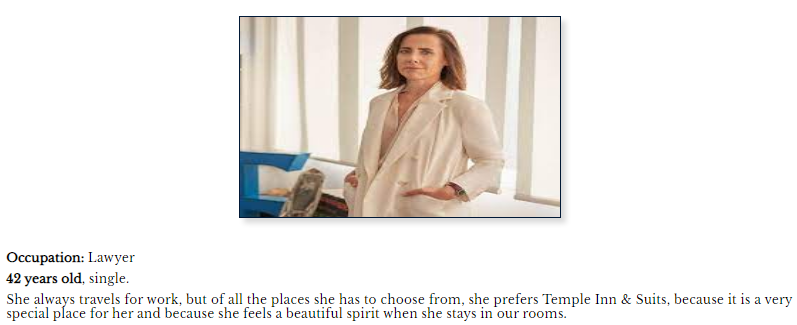 Occupation: Lawyer
42 years old, single.
She always travels for work, but of all the places she has to choose from, she prefers Temple Inn & Suits, because it is a very
special place for her and because she feels a beautiful spirit when she stays in our rooms.